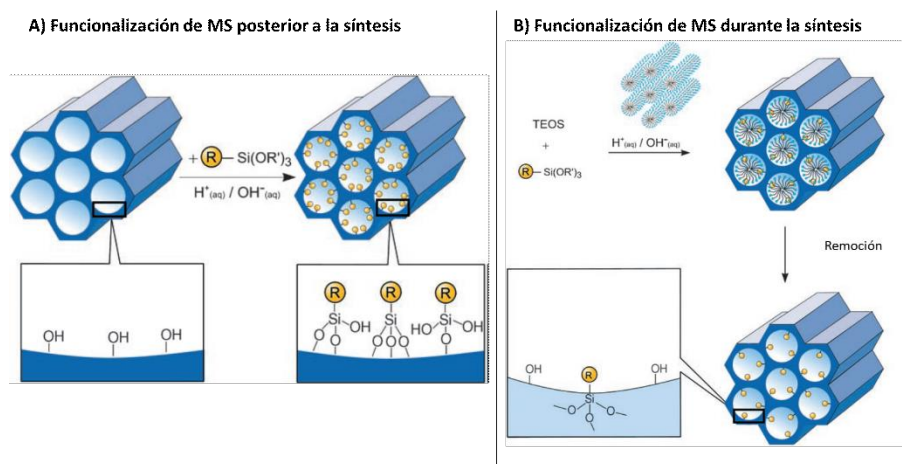 A) Funcionalización de MS posterior a la síntesis
+ R—Si(OR')₃
H⁺(aq) / OH⁻(aq)
OH
OH
OH
R
R
R
Si
OH
Si
HO
Si
OH
O
O
O
O
O
O
B) Funcionalización de MS durante la síntesis
TEOS
+
R—Si(OR')₃
H⁺(aq) / OH⁻(aq)
Remoción
OH
R
OH
Si
O
O
O